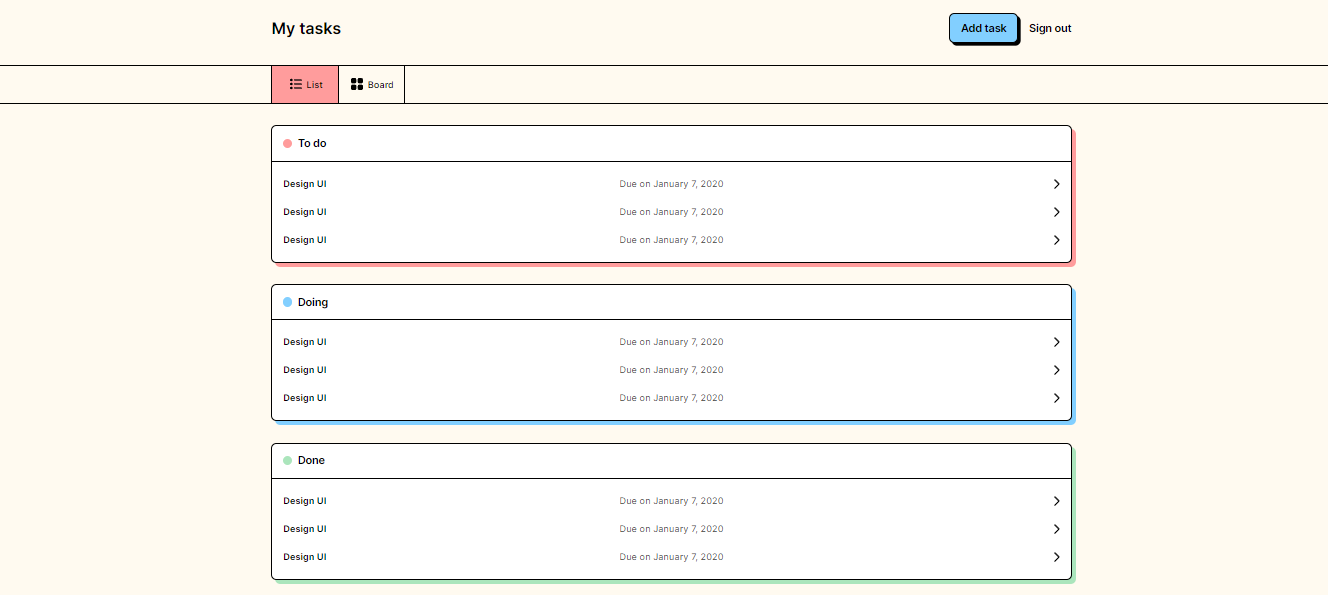 My tasks
Add task
Sign out
List
Board
To do
Design UI Due on January 7, 2020
Design UI Due on January 7, 2020
Design UI Due on January 7, 2020
Doing
Design UI Due on January 7, 2020
Design UI Due on January 7, 2020
Design UI Due on January 7, 2020
Done
Design UI Due on January 7, 2020
Design UI Due on January 7, 2020
Design UI Due on January 7, 2020